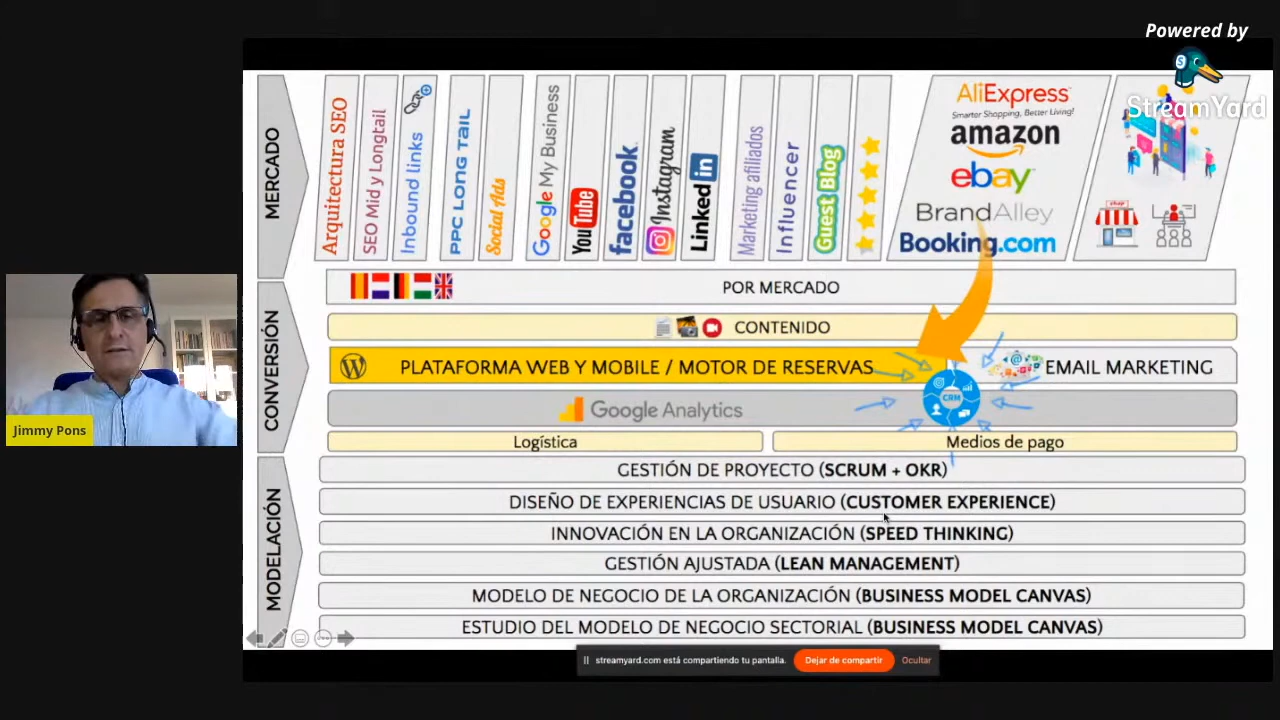 Powered by
StreamYard
MERCADO
Arquitectura SEO
SEO Mid y Longtail
Inbound links
PPC LONG TAIL
Social Ads
Google My Business
YouTube
facebook
Instagram
Linked in
Marketing afiliados
Influencer
Guest Blog
AliExpress
Smarter Shopping, Better Living!
amazon
ebay
BrandAlley
Booking.com
shop
CONVERSIÓN
POR MERCADO
CONTENIDO
PLATAFORMA WEB Y MOBILE / MOTOR DE RESERVAS
EMAIL MARKETING
Google Analytics
CRM
Logística
Medios de pago
MODELACIÓN
GESTIÓN DE PROYECTO (SCRUM + OKR)
DISEÑO DE EXPERIENCIAS DE USUARIO (CUSTOMER EXPERIENCE)
INNOVACIÓN EN LA ORGANIZACIÓN (SPEED THINKING)
GESTIÓN AJUSTADA (LEAN MANAGEMENT)
MODELO DE NEGOCIO DE LA ORGANIZACIÓN (BUSINESS MODEL CANVAS)
ESTUDIO DEL MODELO DE NEGOCIO SECTORIAL (BUSINESS MODEL CANVAS)
Jimmy Pons
streamyard.com está compartiendo tu pantalla.
Dejar de compartir
Ocultar